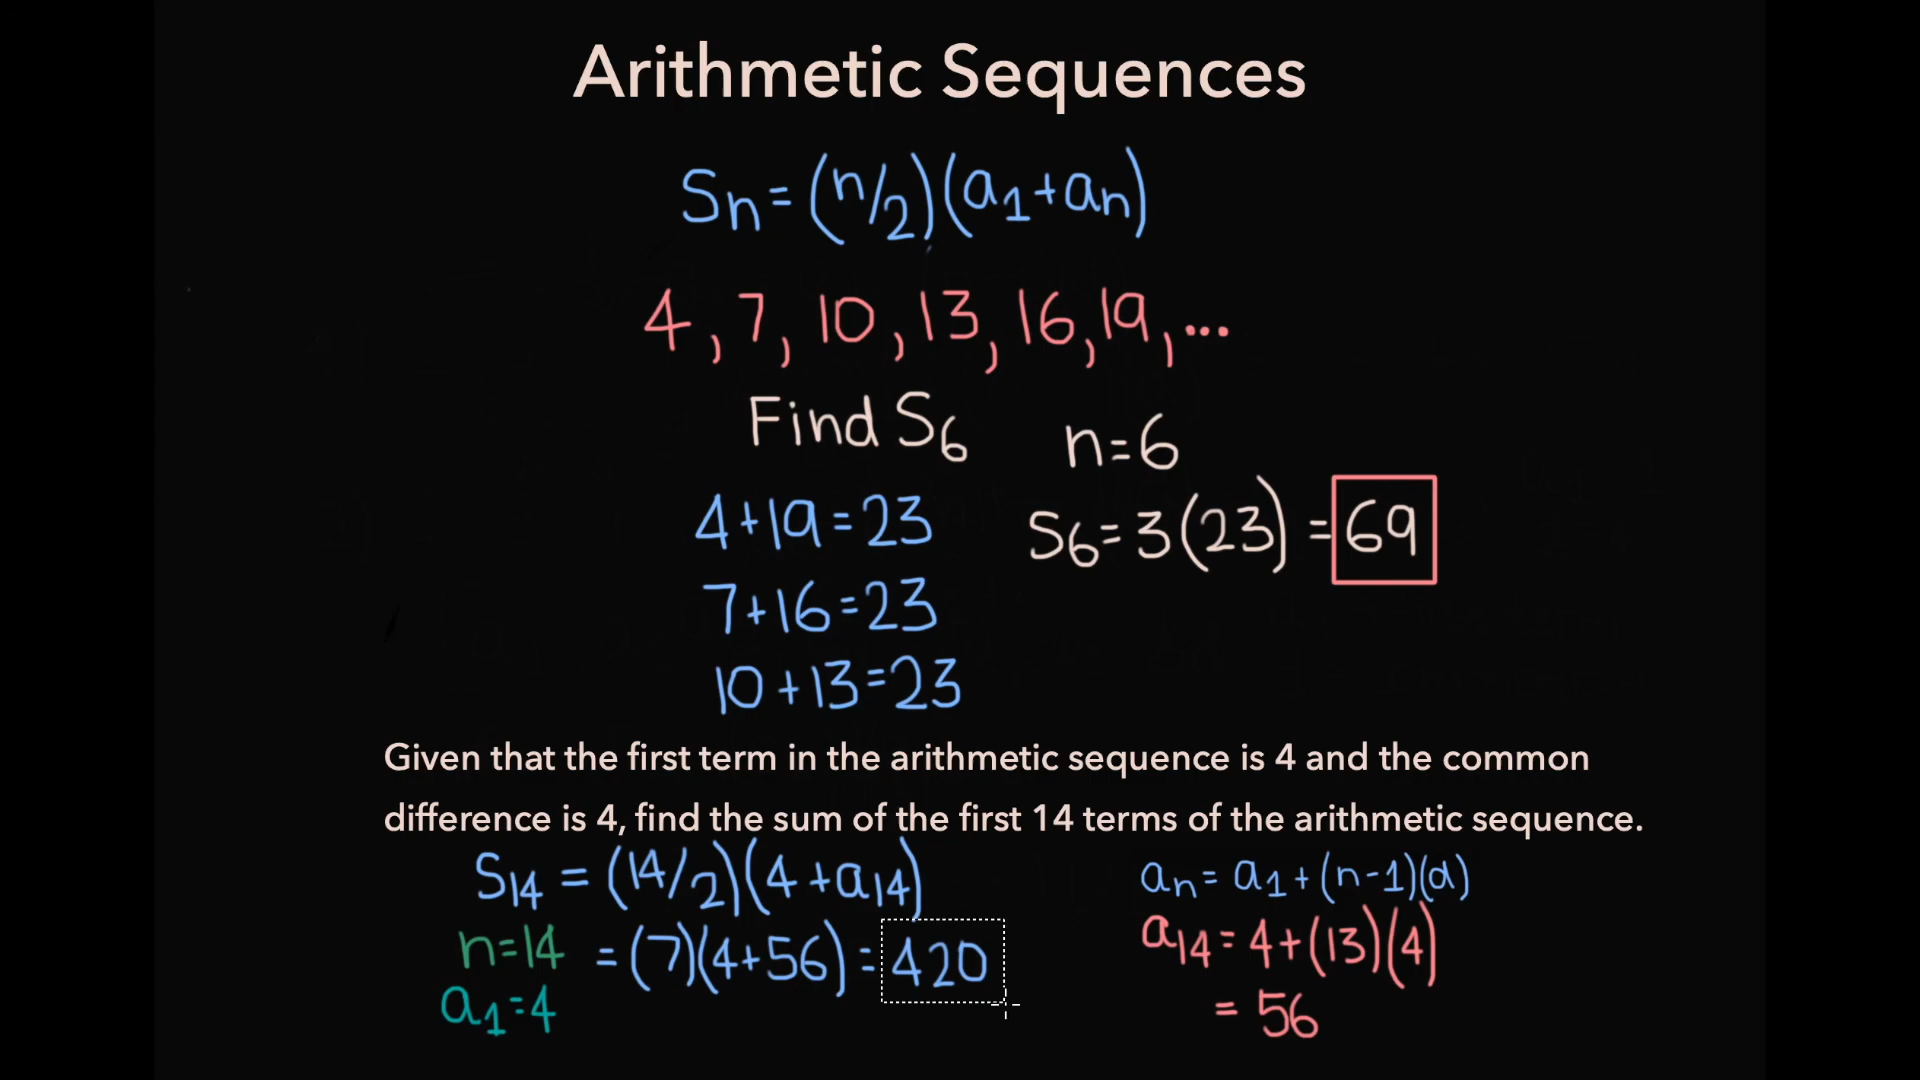 Arithmetic Sequences
Sn = (n/2)(a1+an)
4, 7, 10, 13, 16, 19, ...
Find S6
n=6
4+19=23
S6=3(23)=69
7+16=23
10+13=23
Given that the first term in the arithmetic sequence is 4 and the common
difference is 4, find the sum of the first 14 terms of the arithmetic sequence.
S14 = (14/2)(4+a14)
n=14
=(7)(4+56)=420
a1=4
an=a1+(n-1)(d)
a14=4+(13)(4)
=56